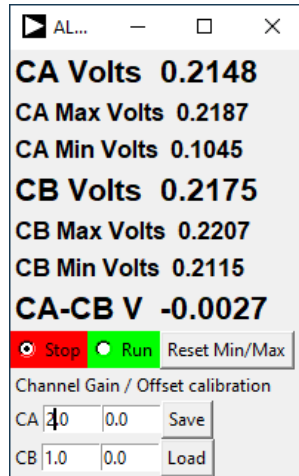 AL...
CA Volts 0.2148
CA Max Volts 0.2187
CA Min Volts 0.1045
CB Volts 0.2175
CB Max Volts 0.2207
CB Min Volts 0.2115
CA-CB V -0.0027
Stop Run Reset Min/Max
Channel Gain / Offset calibration
CA 2.0 0.0 Save
CB 1.0 0.0 Load